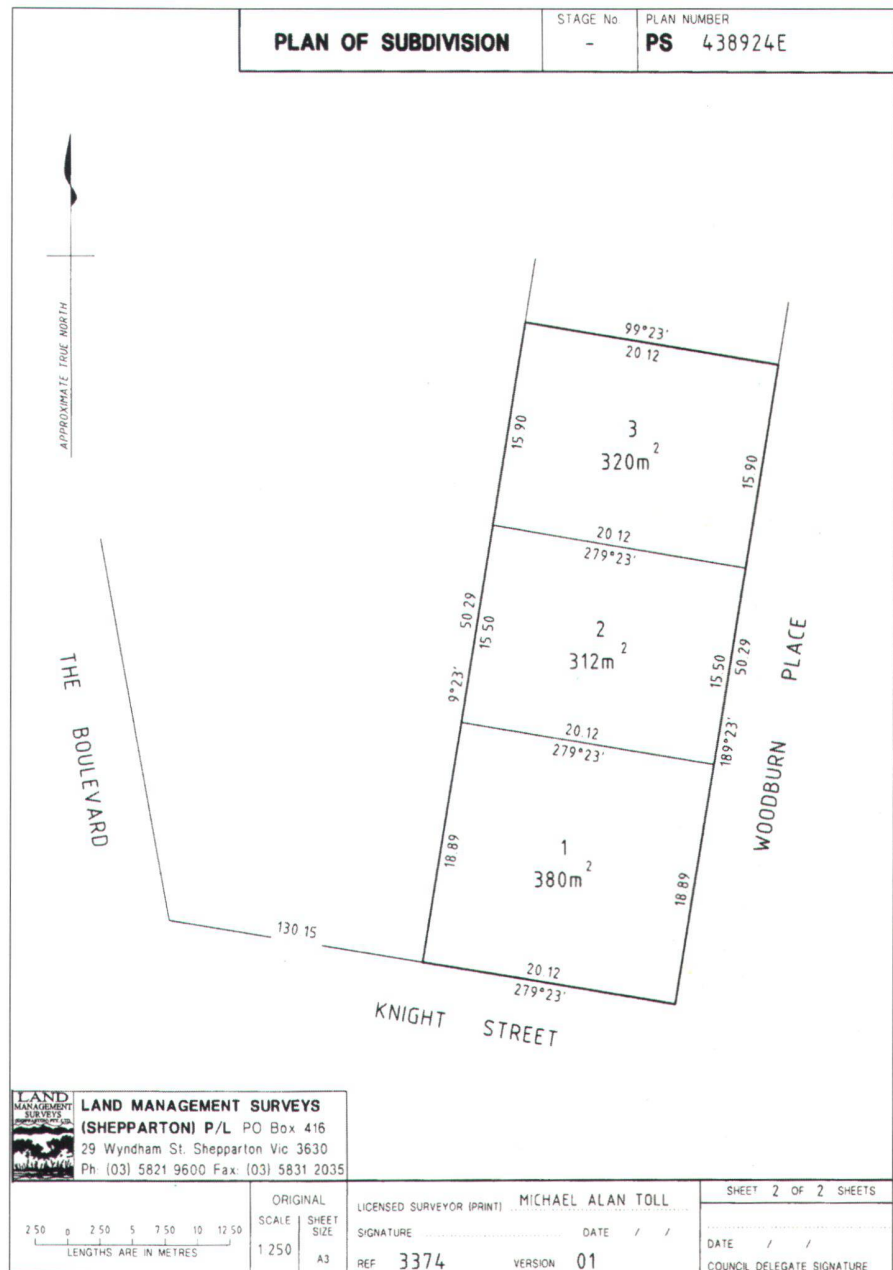 PLAN OF SUBDIVISION
STAGE No.
-
PLAN NUMBER
PS 438924E
APPROXIMATE TRUE NORTH
99°23'
20 12
15 90
3
320m²
15 90
20 12
279°23'
50 29
15 50
9°23'
2
312m²
15 50
50 29
189°23'
20.12
279°23'
18.89
1
380m²
18 89
20.12
279°23'
130 15
THE BOULEVARD
WOODBURN PLACE
KNIGHT STREET
LAND
MANAGEMENT
SURVEYS
LAND MANAGEMENT SURVEYS
(SHEPPARTON) P/L PO Box 416
29 Wyndham St. Shepparton Vic 3630
Ph: (03) 5821 9600 Fax: (03) 5831 2035
2 50 0 2 50 5 7 50 10 12 50
LENGTHS ARE IN METRES
ORIGINAL
SCALE
1 250
SHEET
SIZE
A3
LICENSED SURVEYOR (PRINT) MICHAEL ALAN TOLL
SIGNATURE DATE / /
REF 3374 VERSION 01
SHEET 2 OF 2 SHEETS
DATE / /
COUNCIL DELEGATE SIGNATURE